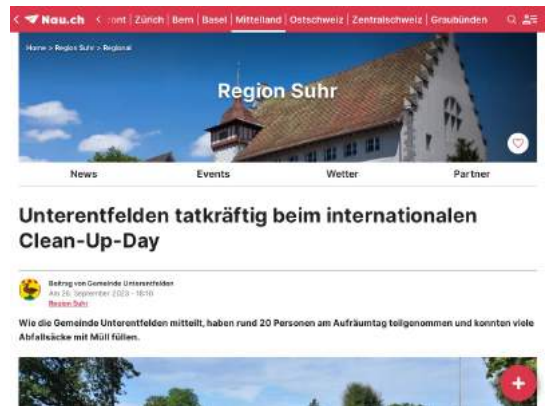 Nau.ch ront Zürich Bern Basel Mittelland Ostschweiz Zentralschweiz Graubünden
Home > Region Suhr > Regional
Region Suhr
News Events Wetter Partner
Unterentfelden tatkräftig beim internationalen
Clean-Up-Day
Beitrag von Gemeinde Unterentfelden
Am 26. September 2023 - 16:16
Region Suhr
Wie die Gemeinde Unterentfelden mitteilt, haben rund 20 Personen am Aufräumtag teilgenommen und konnten viele
Abfallsäcke mit Müll füllen.